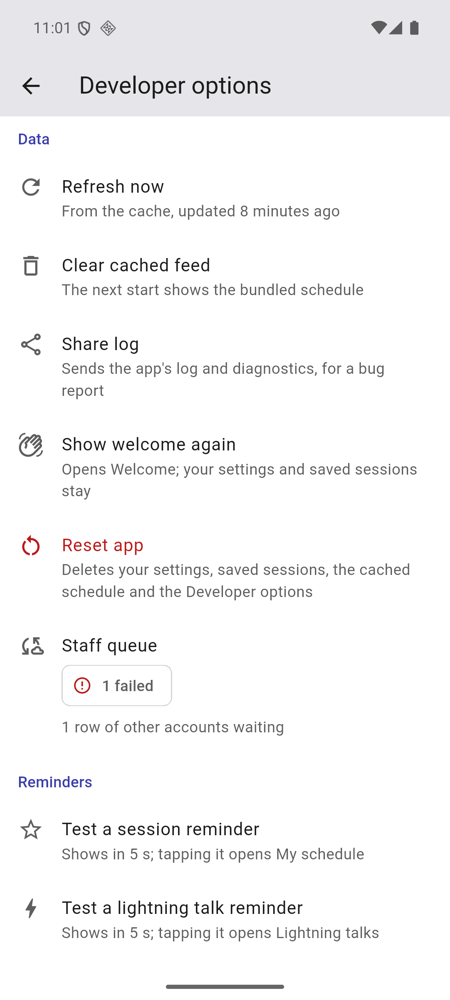 11:01
Developer options
Data
Refresh now
From the cache, updated 8 minutes ago
Clear cached feed
The next start shows the bundled schedule
Share log
Sends the app's log and diagnostics, for a bug
report
Show welcome again
Opens Welcome; your settings and saved sessions
stay
Reset app
Deletes your settings, saved sessions, the cached
schedule and the Developer options
Staff queue
1 failed
1 row of other accounts waiting
Reminders
Test a session reminder
Shows in 5 s; tapping it opens My schedule
Test a lightning talk reminder
Shows in 5 s; tapping it opens Lightning talks